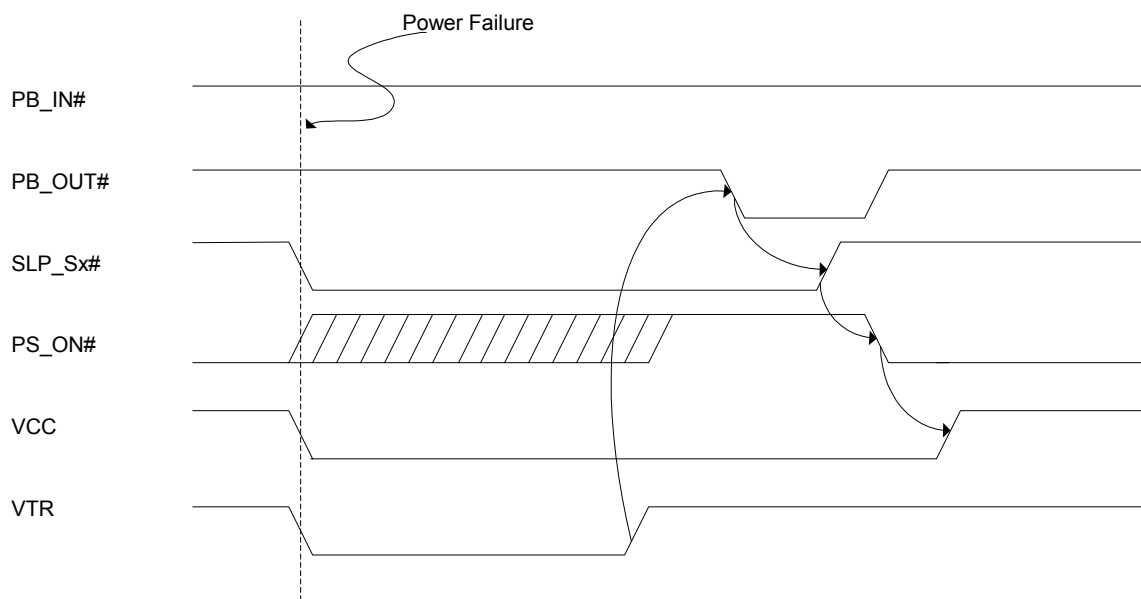 Power Failure
PB_IN#
PB_OUT#
SLP_Sx#
PS_ON#
VCC
VTR